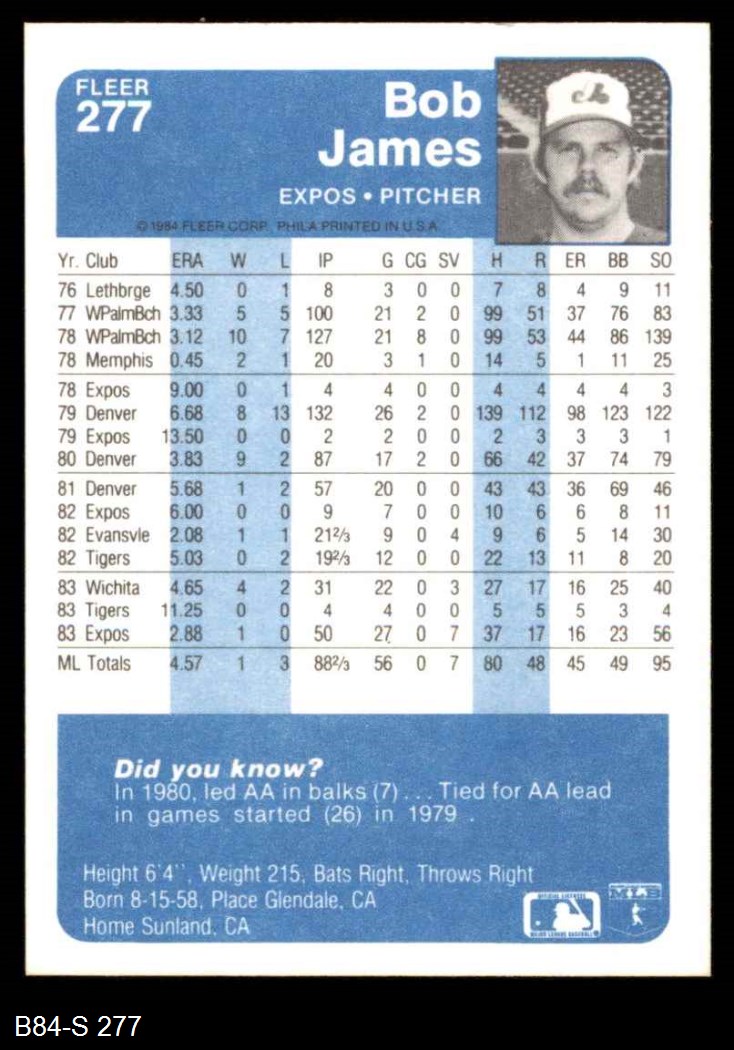 FLEER
277
Bob
James
EXPOS • PITCHER
© 1984 FLEER CORP. PHILA PRINTED IN U.S.A.
Yr. Club ERA W L IP G CG SV H R ER BB SO
76 Lethbrge 4.50 0 1 8 3 0 0 7 8 4 9 11
77 WPalmBch 3.33 5 5 100 21 2 0 99 51 37 76 83
78 WPalmBch 3.12 10 7 127 21 8 0 99 53 44 86 139
78 Memphis 0.45 2 1 20 3 1 0 14 5 1 11 25
78 Expos 9.00 0 1 4 4 0 0 4 4 4 4 3
79 Denver 6.68 8 13 132 26 2 0 139 112 98 123 122
79 Expos 13.50 0 0 2 2 0 0 2 3 3 3 1
80 Denver 3.83 9 2 87 17 2 0 66 42 37 74 79
81 Denver 5.68 1 2 57 20 0 0 43 43 36 69 46
82 Expos 6.00 0 0 9 7 0 0 10 6 6 8 11
82 Evansvle 2.08 1 1 21 2/3 9 0 4 9 6 5 14 30
82 Tigers 5.03 0 2 19 2/3 12 0 0 22 13 11 8 20
83 Wichita 4.65 4 2 31 22 0 3 27 17 16 25 40
83 Tigers 11.25 0 0 4 4 0 0 5 5 5 3 4
83 Expos 2.88 1 0 50 27 0 7 37 17 16 23 56
ML Totals 4.57 1 3 88 2/3 56 0 7 80 48 45 49 95
Did you know?
In 1980, led AA in balks (7) . . . Tied for AA lead
in games started (26) in 1979 .
Height 6'4'', Weight 215, Bats Right, Throws Right
Born 8-15-58, Place Glendale, CA
Home Sunland, CA
B84-S 277